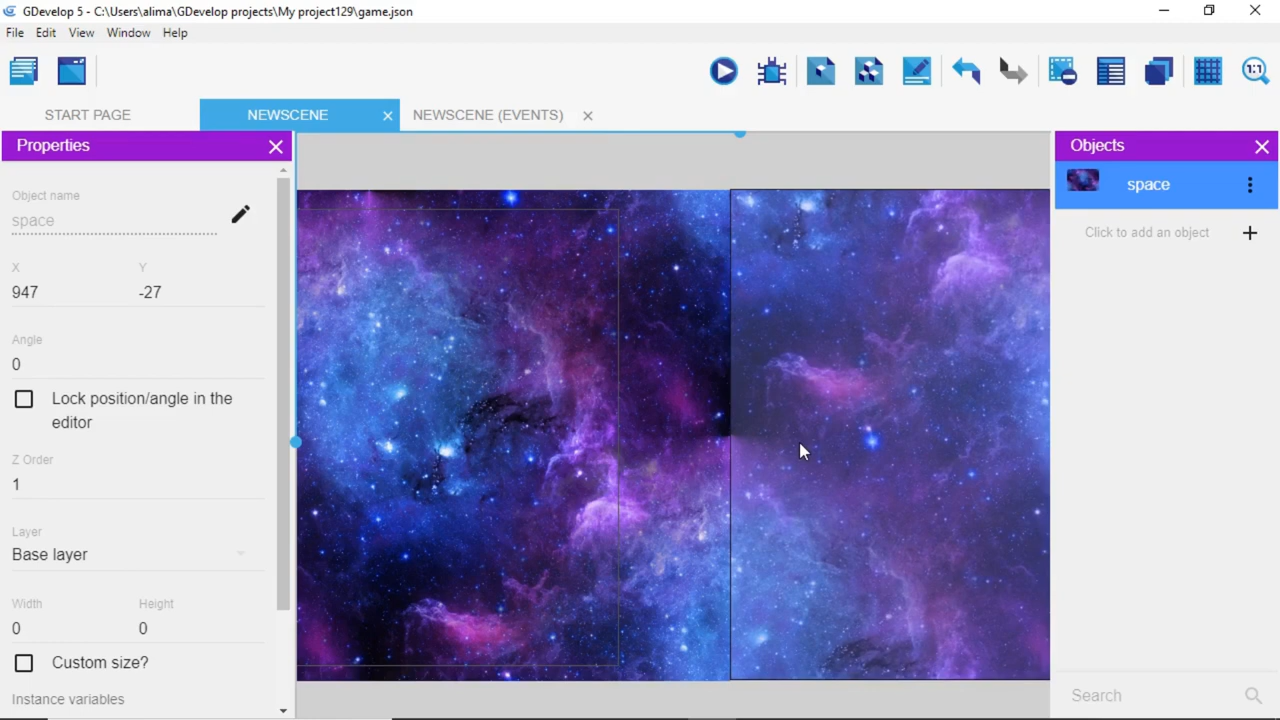 GDevelop 5 - C:\Users\alima\GDevelop projects\My project129\game.json
File Edit View Window Help
1:1
START PAGE NEWSCENE NEWSCENE (EVENTS)
Properties
Object name
space
X Y
947 -27
Angle
0
Lock position/angle in the
editor
Z Order
1
Layer
Base layer
Width Height
0 0
Custom size?
Instance variables
Objects
space
Click to add an object
Search